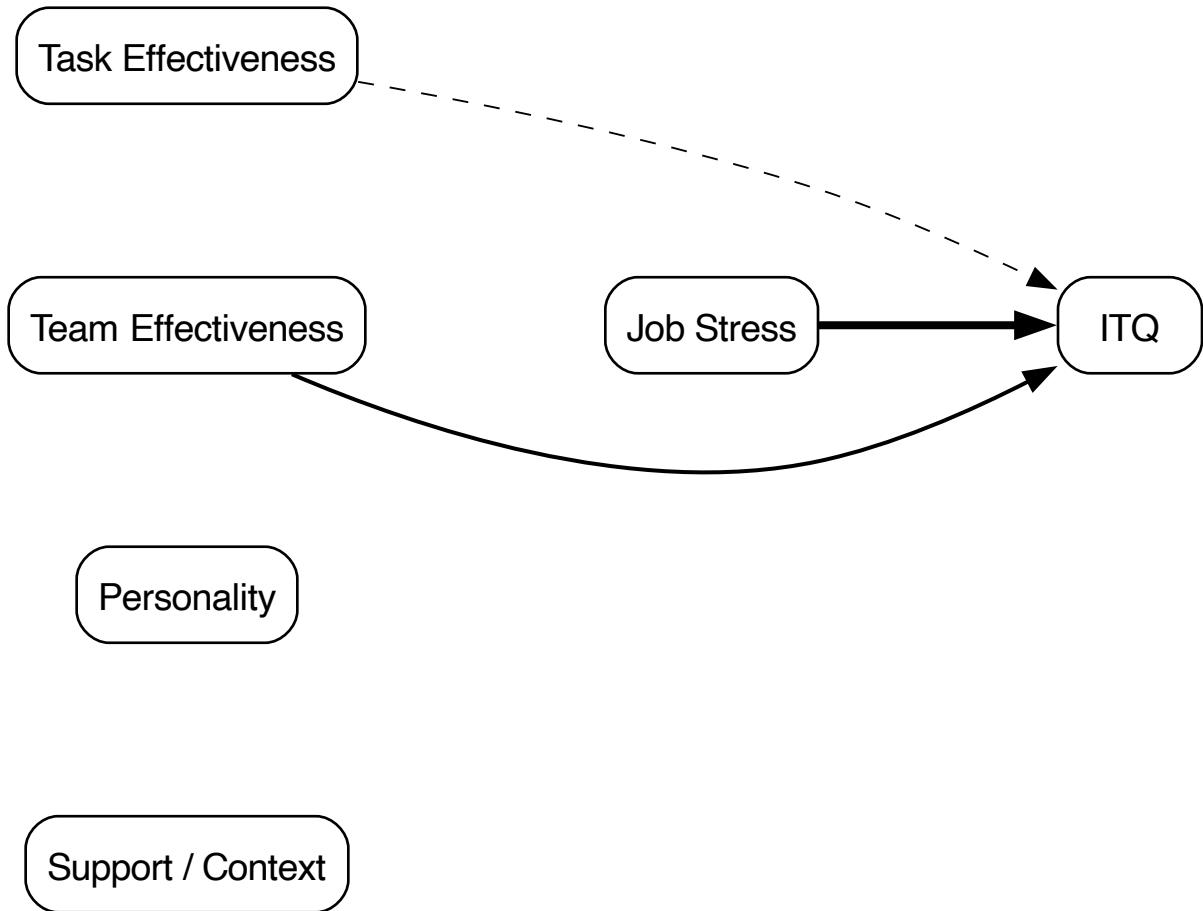 Task Effectiveness
Team Effectiveness
Job Stress
ITQ
Personality
Support / Context